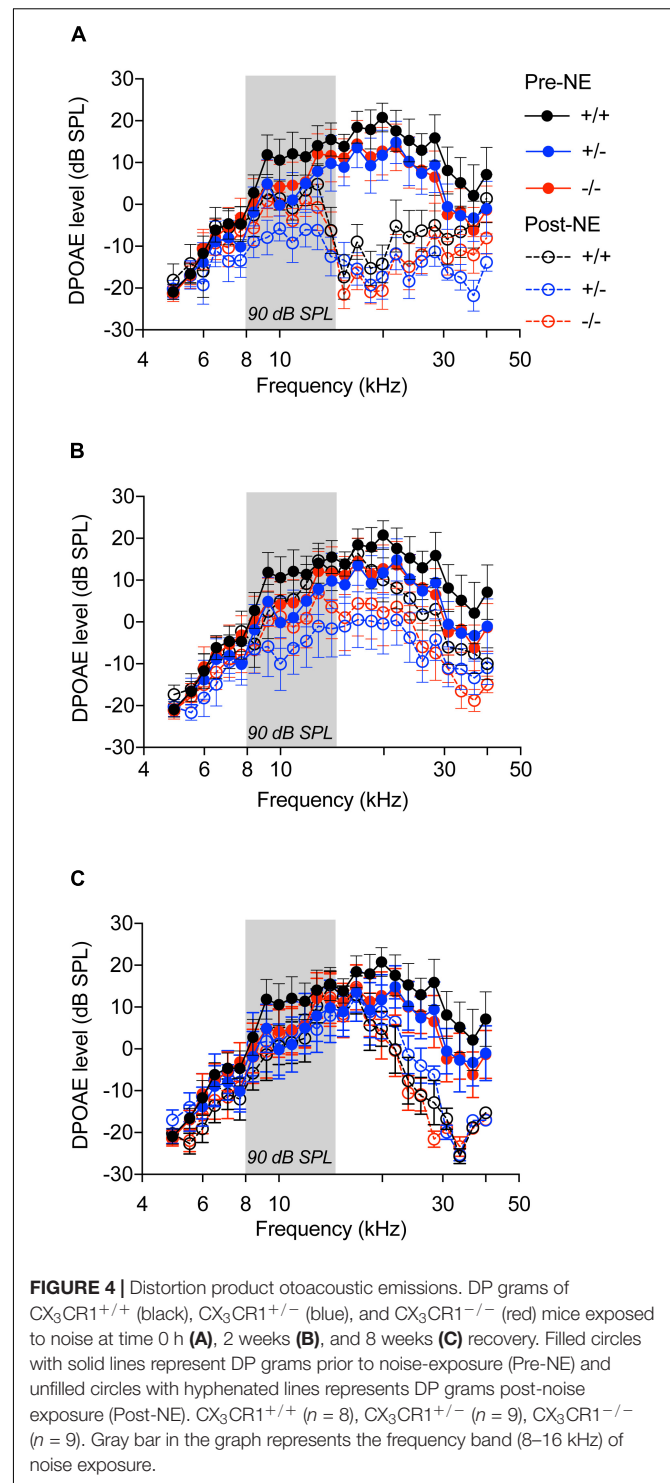 A
DPOAE level (dB SPL)
30
20
10
0
-10
-20
-30
90 dB SPL
4 6 8 10 30 50
Frequency (kHz)
Pre-NE
+/+
+/-
-/-
Post-NE
+/+
+/-
-/-
B
DPOAE level (dB SPL)
30
20
10
0
-10
-20
-30
90 dB SPL
4 6 8 10 30 50
Frequency (kHz)
C
DPOAE level (dB SPL)
30
20
10
0
-10
-20
-30
90 dB SPL
4 6 8 10 30 50
Frequency (kHz)
FIGURE 4 | Distortion product otoacoustic emissions. DP grams of
CX₃CR1⁺/⁺ (black), CX₃CR1⁺/⁻ (blue), and CX₃CR1⁻/⁻ (red) mice exposed
to noise at time 0 h (A), 2 weeks (B), and 8 weeks (C) recovery. Filled circles
with solid lines represent DP grams prior to noise-exposure (Pre-NE) and
unfilled circles with hyphenated lines represents DP grams post-noise
exposure (Post-NE). CX₃CR1⁺/⁺ (n = 8), CX₃CR1⁺/⁻ (n = 9), CX₃CR1⁻/⁻
(n = 9). Gray bar in the graph represents the frequency band (8–16 kHz) of
noise exposure.